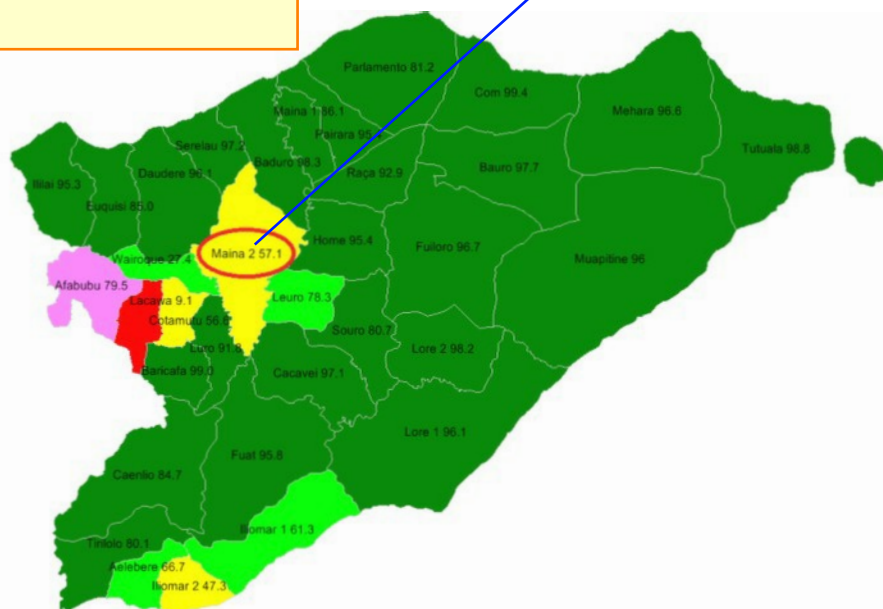 Parlamento 81.2
Com 99.4
Mehara 96.6
Maina 1 86.1
Pairara 95.4
Tutuala 98.8
Serelau 97.2
Baduro 98.3
Raça 92.9
Bauro 97.7
Daudere 96.1
Ililai 95.3
Euquisi 85.0
Home 95.4
Fuiloro 96.7
Maina 2 57.1
Wairoque 27.4
Muapitine 96
Afabubu 79.5
Lacawa 9.1
Leuro 78.3
Cotamutu 56.6
Souro 80.7
Luro 91.8
Lore 2 98.2
Baricafa 99.0
Cacavei 97.1
Lore 1 96.1
Fuat 95.8
Caenlio 84.7
Iliomar 1 61.3
Tirilolo 80.1
Aelebere 66.7
Iliomar 2 47.3